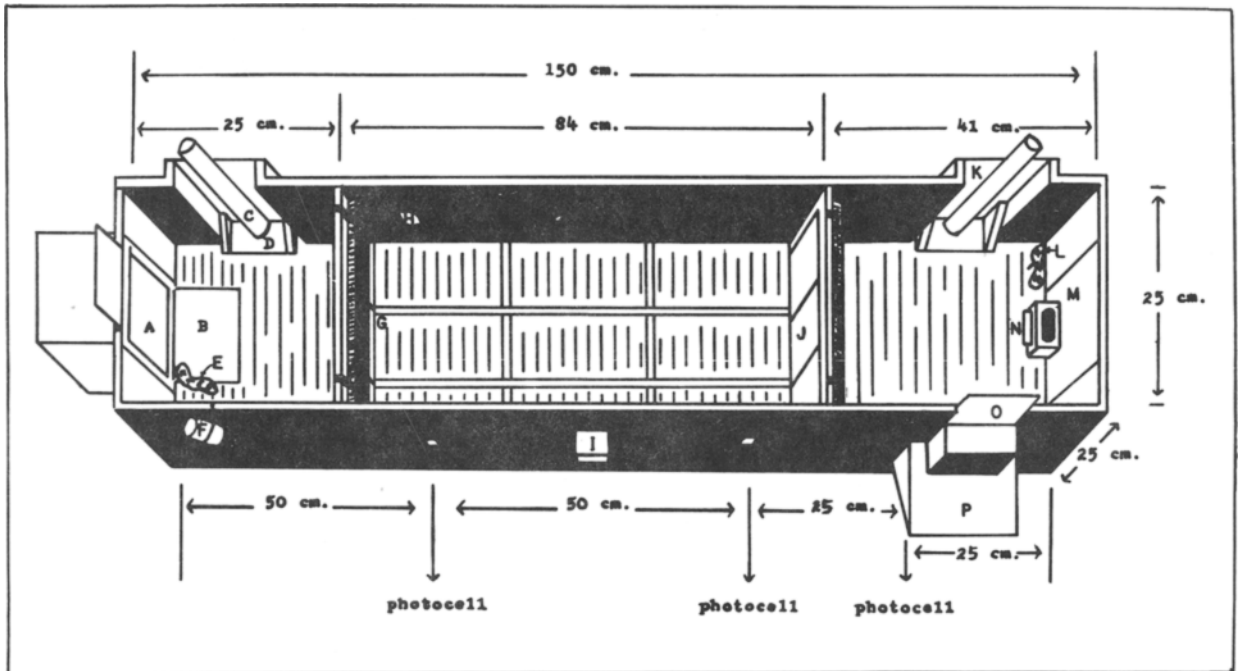 150 cm.
25 cm.
84 cm.
41 cm.
K
C
D
H
L
A
B
G
J
N
M
25 cm.
E
F
I
O
25 cm.
50 cm.
50 cm.
25 cm.
P
25 cm.
photocell
photocell
photocell